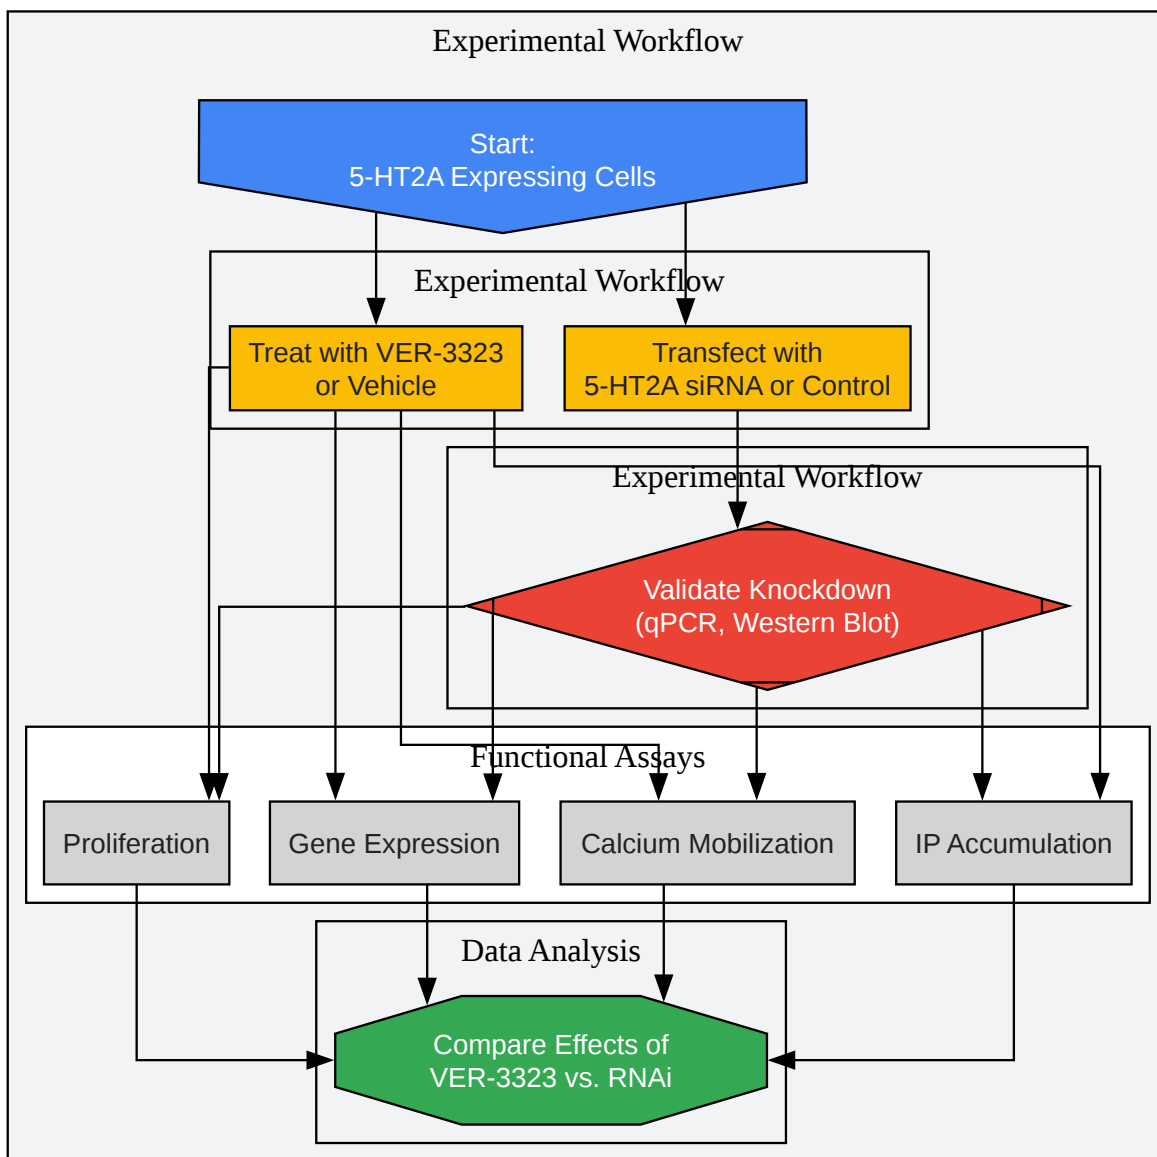 Experimental Workflow
Start:
5-HT2A Expressing Cells
Experimental Workflow
Treat with VER-3323
or Vehicle
Transfect with
5-HT2A siRNA or Control
Experimental Workflow
Validate Knockdown
(qPCR, Western Blot)
Functional Assays
Proliferation
Gene Expression
Calcium Mobilization
IP Accumulation
Data Analysis
Compare Effects of
VER-3323 vs. RNAi